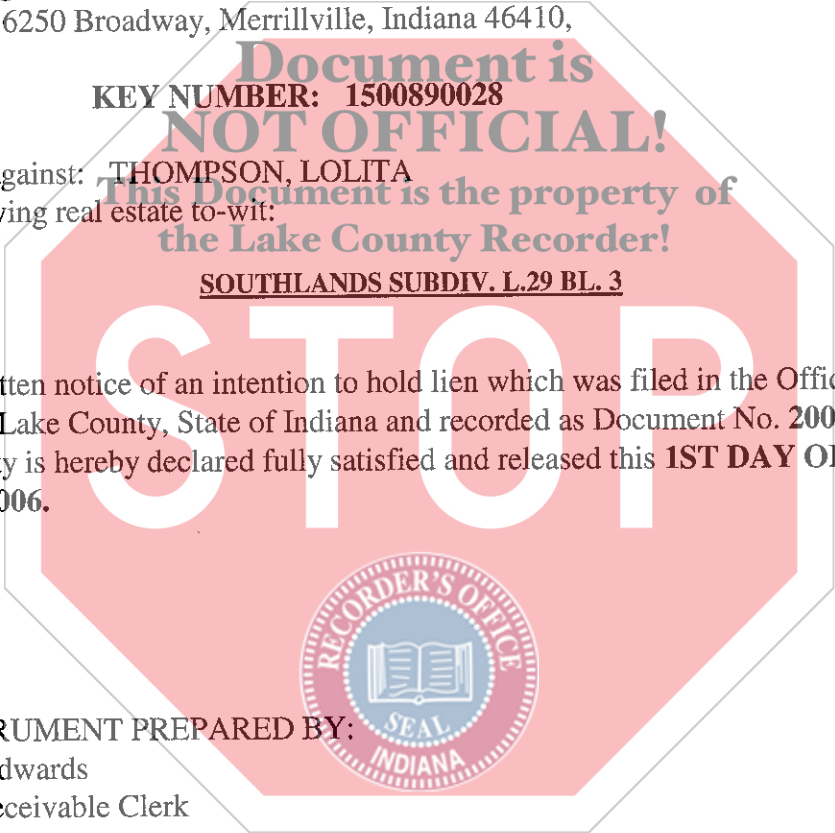 6250 Broadway, Merrillville, Indiana 46410,
Document is
KEY NUMBER: 1500890028
NOT OFFICIAL!
gainst: THOMPSON, LOLITA
This Document is the property of
ving real estate to-wit:
the Lake County Recorder!
SOUTHLANDS SUBDIV. L.29 BL. 3
STOP
tten notice of an intention to hold lien which was filed in the Offic
Lake County, State of Indiana and recorded as Document No. 200
ty is hereby declared fully satisfied and released this 1ST DAY OF
006.
RECORDER'S OFFICE
SEAL
INDIANA
RUMENT PREPARED BY:
dwards
eceivable Clerk